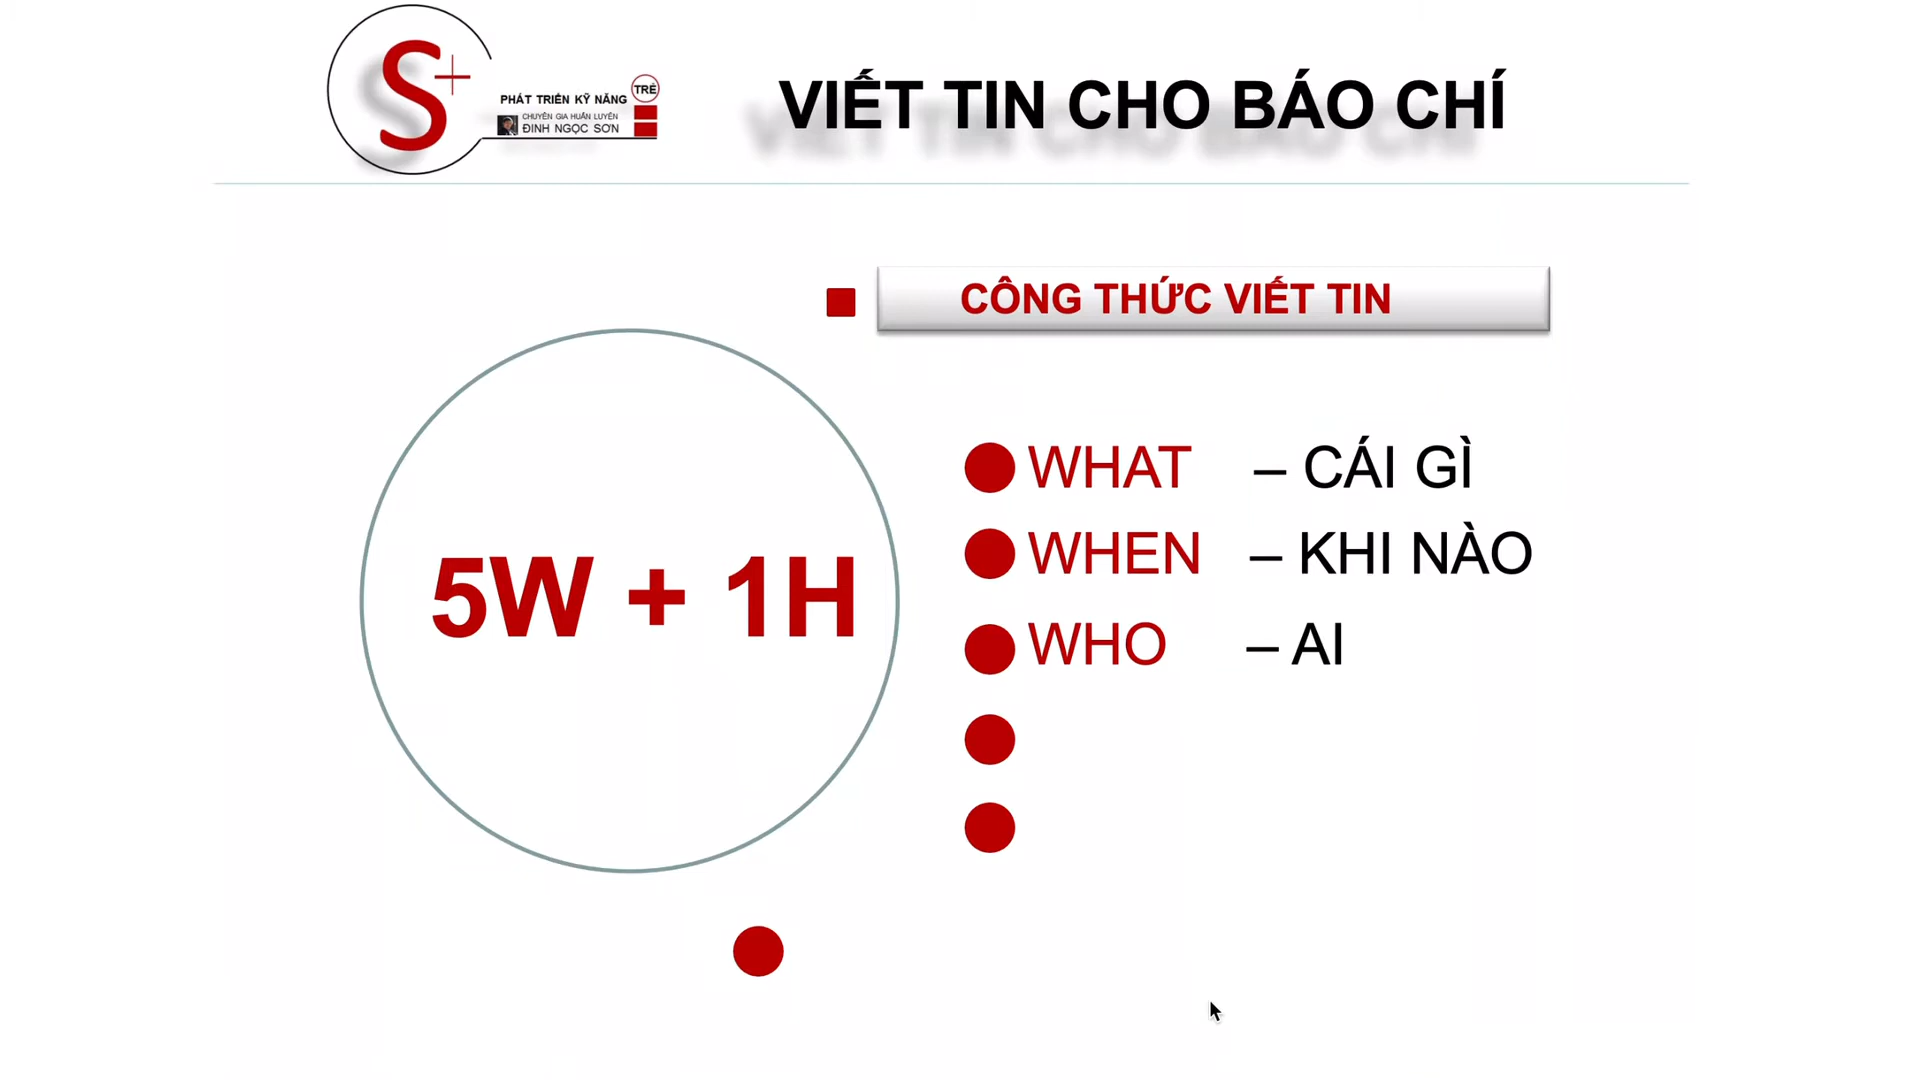 S+
PHÁT TRIỂN KỸ NĂNG TRẺ
CHUYÊN GIA HUẤN LUYỆN
ĐINH NGỌC SƠN
VIẾT TIN CHO BÁO CHÍ
CÔNG THỨC VIẾT TIN
5W + 1H
WHAT – CÁI GÌ
WHEN – KHI NÀO
WHO – AI